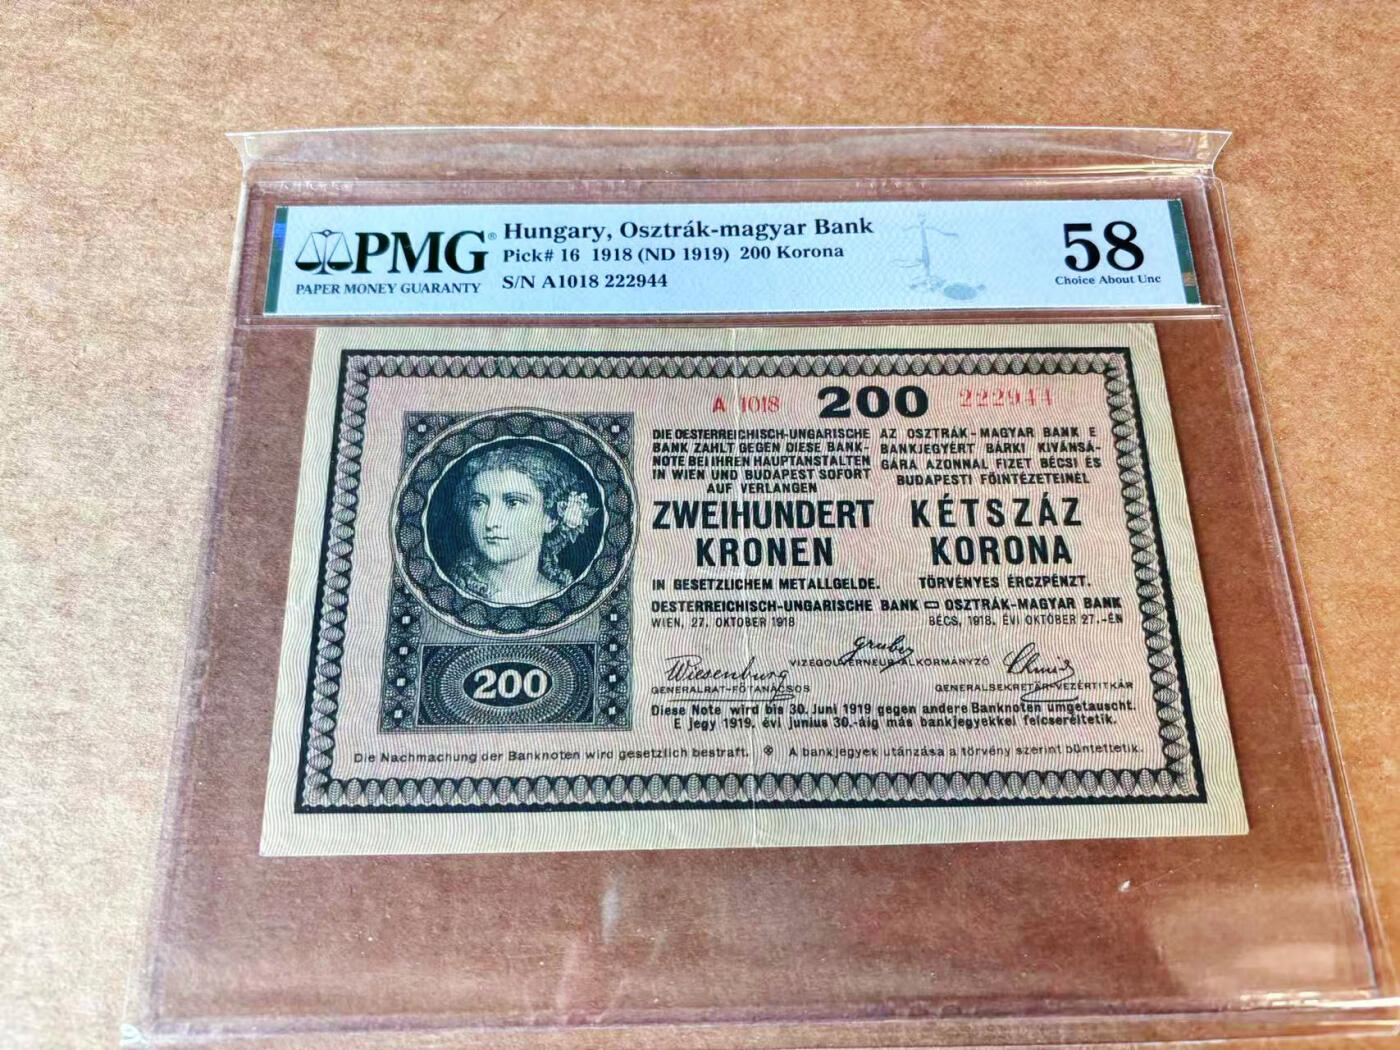 PMG®
PAPER MONEY GUARANTY
Hungary, Osztrák-magyar Bank
Pick# 16 1918 (ND 1919) 200 Korona
S/N A1018 222944
58
Choice About Unc
A 1018 200 222944
DIE OESTERREICHISCH-UNGARISCHE
BANK ZAHLT GEGEN DIESE BANK-
NOTE BEI IHREN HAUPTANSTALTEN
IN WIEN UND BUDAPEST SOFORT
AUF VERLANGEN
ZWEIHUNDERT
KRONEN
IN GESETZLICHEM METALLGELDE.
AZ OSZTRÁK-MAGYAR BANK E
BANKJEGYÉRT BÁRKI KIVÁNSÁ-
GÁRA AZONNAL FIZET BÉCSI ÉS
BUDAPESTI FŐINTÉZETEINÉL
KÉTSZÁZ
KORONA
TÖRVÉNYES ÉRCZPÉNZT.
OESTERREICHISCH-UNGARISCHE BANK OSZTRÁK-MAGYAR BANK
WIEN, 27. OKTOBER 1918
BÉCS, 1918. ÉVI OKTOBER 27.-ÉN
Wiesenburg
GENERALRAT-FŐTANÁCSOS
Gruber
VIZEGOUVERNEUR-ALKORMÁNYZÓ
GENERALSEKRETÄR-VEZÉRTITKÁR
Diese Note wird bis 30. Juni 1919 gegen andere Banknoten umgetauscht.
E jegy 1919. évi junius 30.-áig más bankjegyekkel felcseréltetik.
200
Die Nachmachung der Banknoten wird gesetzlich bestraft. A bankjegyek utánzása a törvény szerint büntettetik.